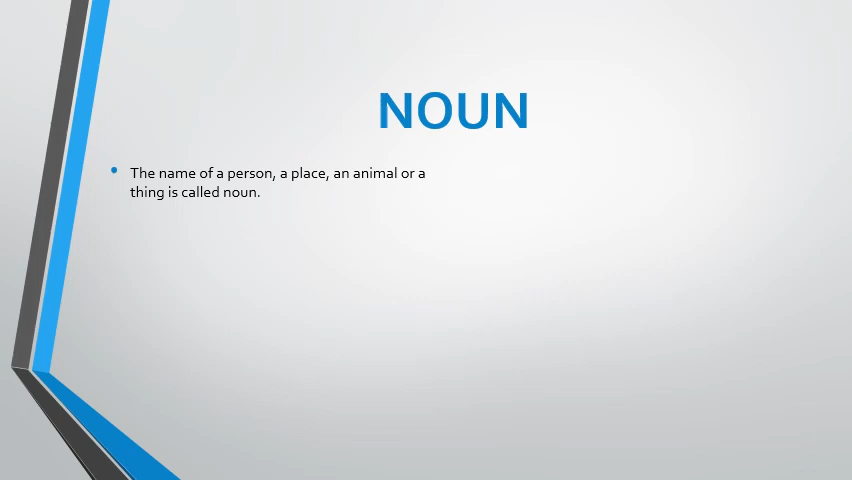 NOUN
• The name of a person, a place, an animal or a
thing is called noun.